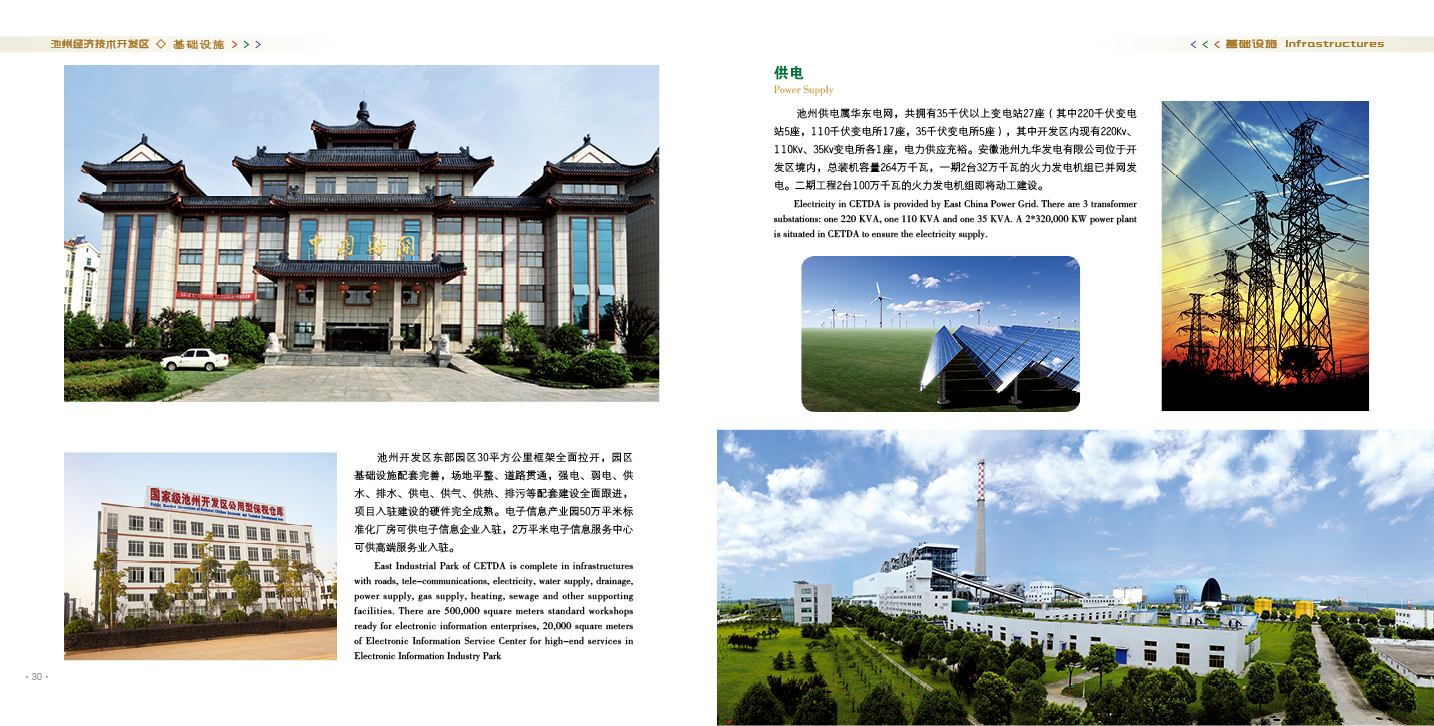 池州经济技术开发区 ◇ 基础设施 > > >
中国海关
国家级池州开发区公用型保税仓库
池州开发区东部园区30平方公里框架全面拉开，园区
基础设施配套完善，场地平整、道路贯通，强电、弱电、供
水、排水、供电、供气、供热、排污等配套建设全面跟进，
项目入驻建设的硬件完全成熟。电子信息产业园50万平米标
准化厂房可供电子信息企业入驻，2万平米电子信息服务中心
可供高端服务业入驻。
East Industrial Park of CETDA is complete in infrastructures
with roads, tele-communications, electricity, water supply, drainage,
power supply, gas supply, heating, sewage and other supporting
facilities. There are 500,000 square meters standard workshops
ready for electronic information enterprises, 20,000 square meters
of Electronic Information Service Center for high-end services in
Electronic Information Industry Park
· 30 ·
< < < 基础设施 Infrastructures
供电
Power Supply
池州供电属华东电网，共拥有35千伏以上变电站27座（其中220千伏变电
站5座，110千伏变电所17座，35千伏变电所5座），其中开发区内现有220Kv、
110Kv、35Kv变电所各1座，电力供应充裕。安徽池州九华发电有限公司位于开
发区境内，总装机容量264万千瓦，一期2台32万千瓦的火力发电机组已并网发
电。二期工程2台100万千瓦的火力发电机组即将动工建设。
Electricity in CETDA is provided by East China Power Grid. There are 3 transformer
substations: one 220 KVA, one 110 KVA and one 35 KVA. A 2*320,000 KW power plant
is situated in CETDA to ensure the electricity supply.